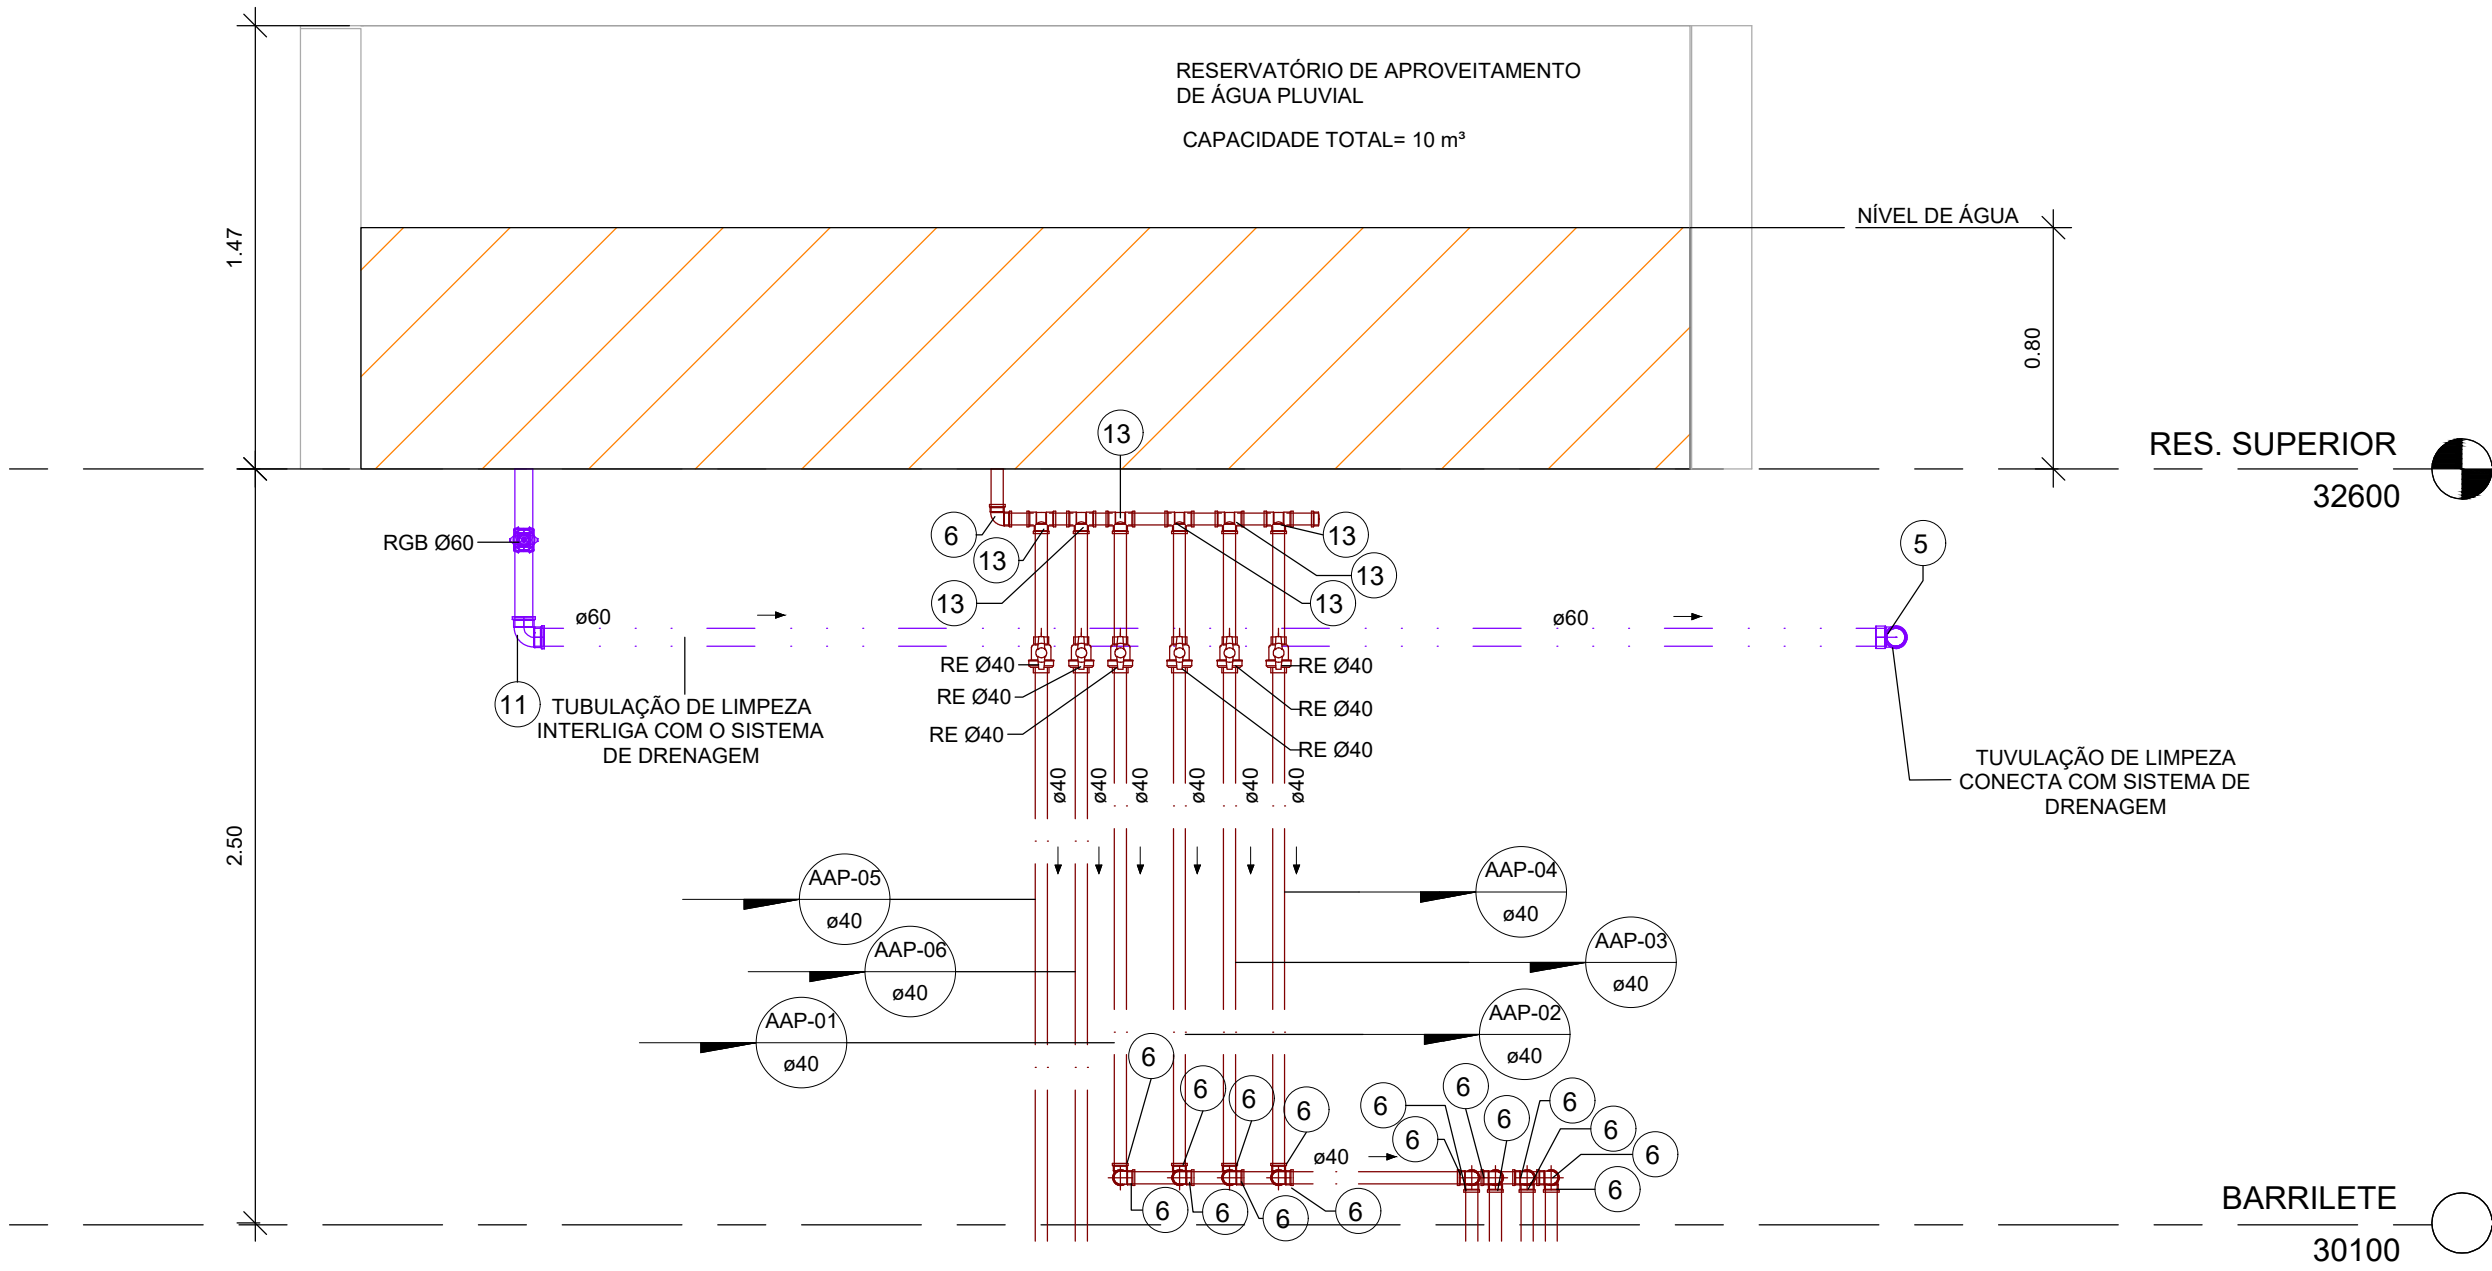 RESERVATÓRIO DE APROVEITAMENTO
DE ÁGUA PLUVIAL
CAPACIDADE TOTAL= 10 m³
1.47
NÍVEL DE ÁGUA
0.80
RES. SUPERIOR
32600
13
6
13
13
13
13
13
5
RGB Ø60
ø60
ø60
11
TUBULAÇÃO DE LIMPEZA
INTERLIGA COM O SISTEMA
DE DRENAGEM
RE Ø40
RE Ø40
RE Ø40
RE Ø40
RE Ø40
RE Ø40
TUVULAÇÃO DE LIMPEZA
CONECTA COM SISTEMA DE
DRENAGEM
ø40
ø40
ø40
ø40
ø40
ø40
2.50
AAP-05
ø40
AAP-06
ø40
AAP-01
ø40
AAP-04
ø40
AAP-03
ø40
AAP-02
ø40
6
6
6
6
6
6
6
6
6
6
6
6
ø40
6
6
6
6
BARRILETE
30100